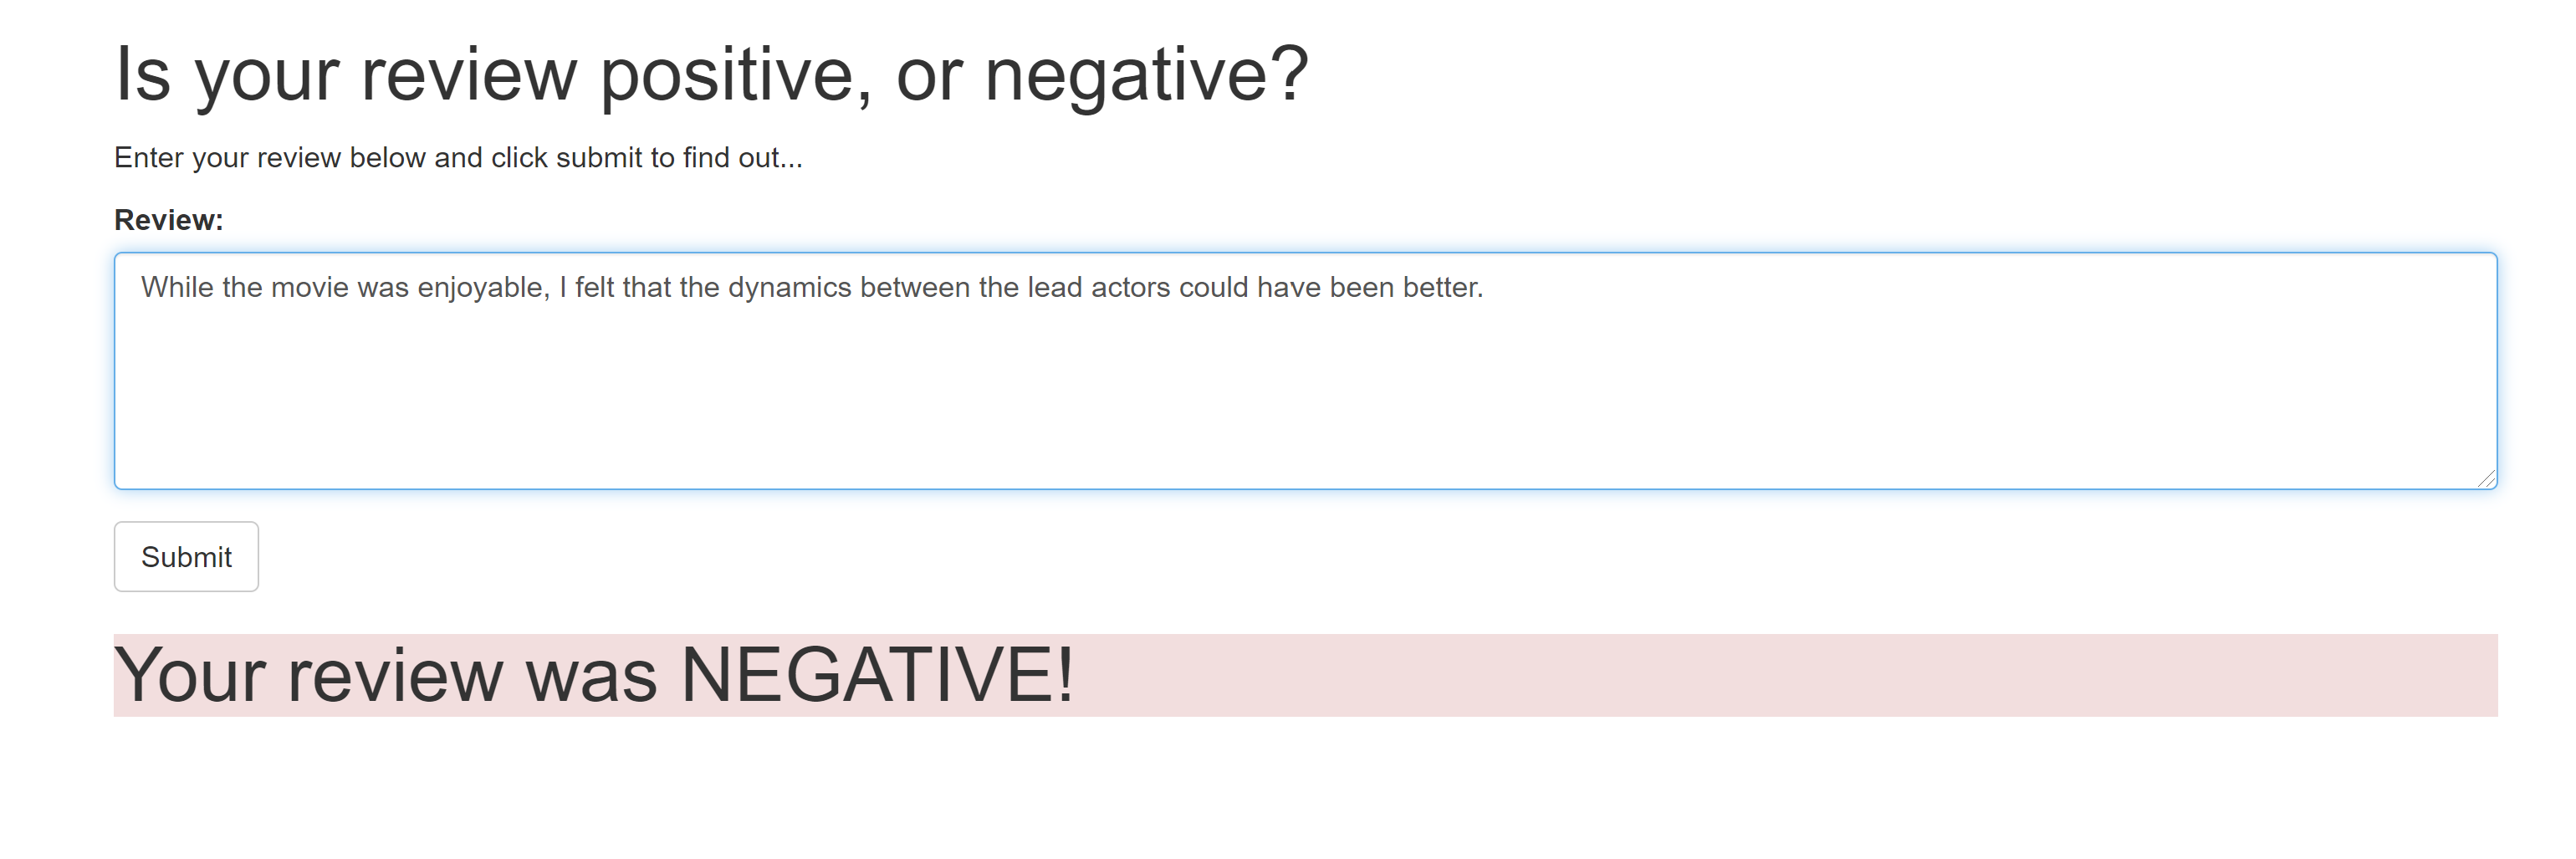 Is your review positive, or negative?
Enter your review below and click submit to find out...
Review:
While the movie was enjoyable, I felt that the dynamics between the lead actors could have been better.
Submit
Your review was NEGATIVE!